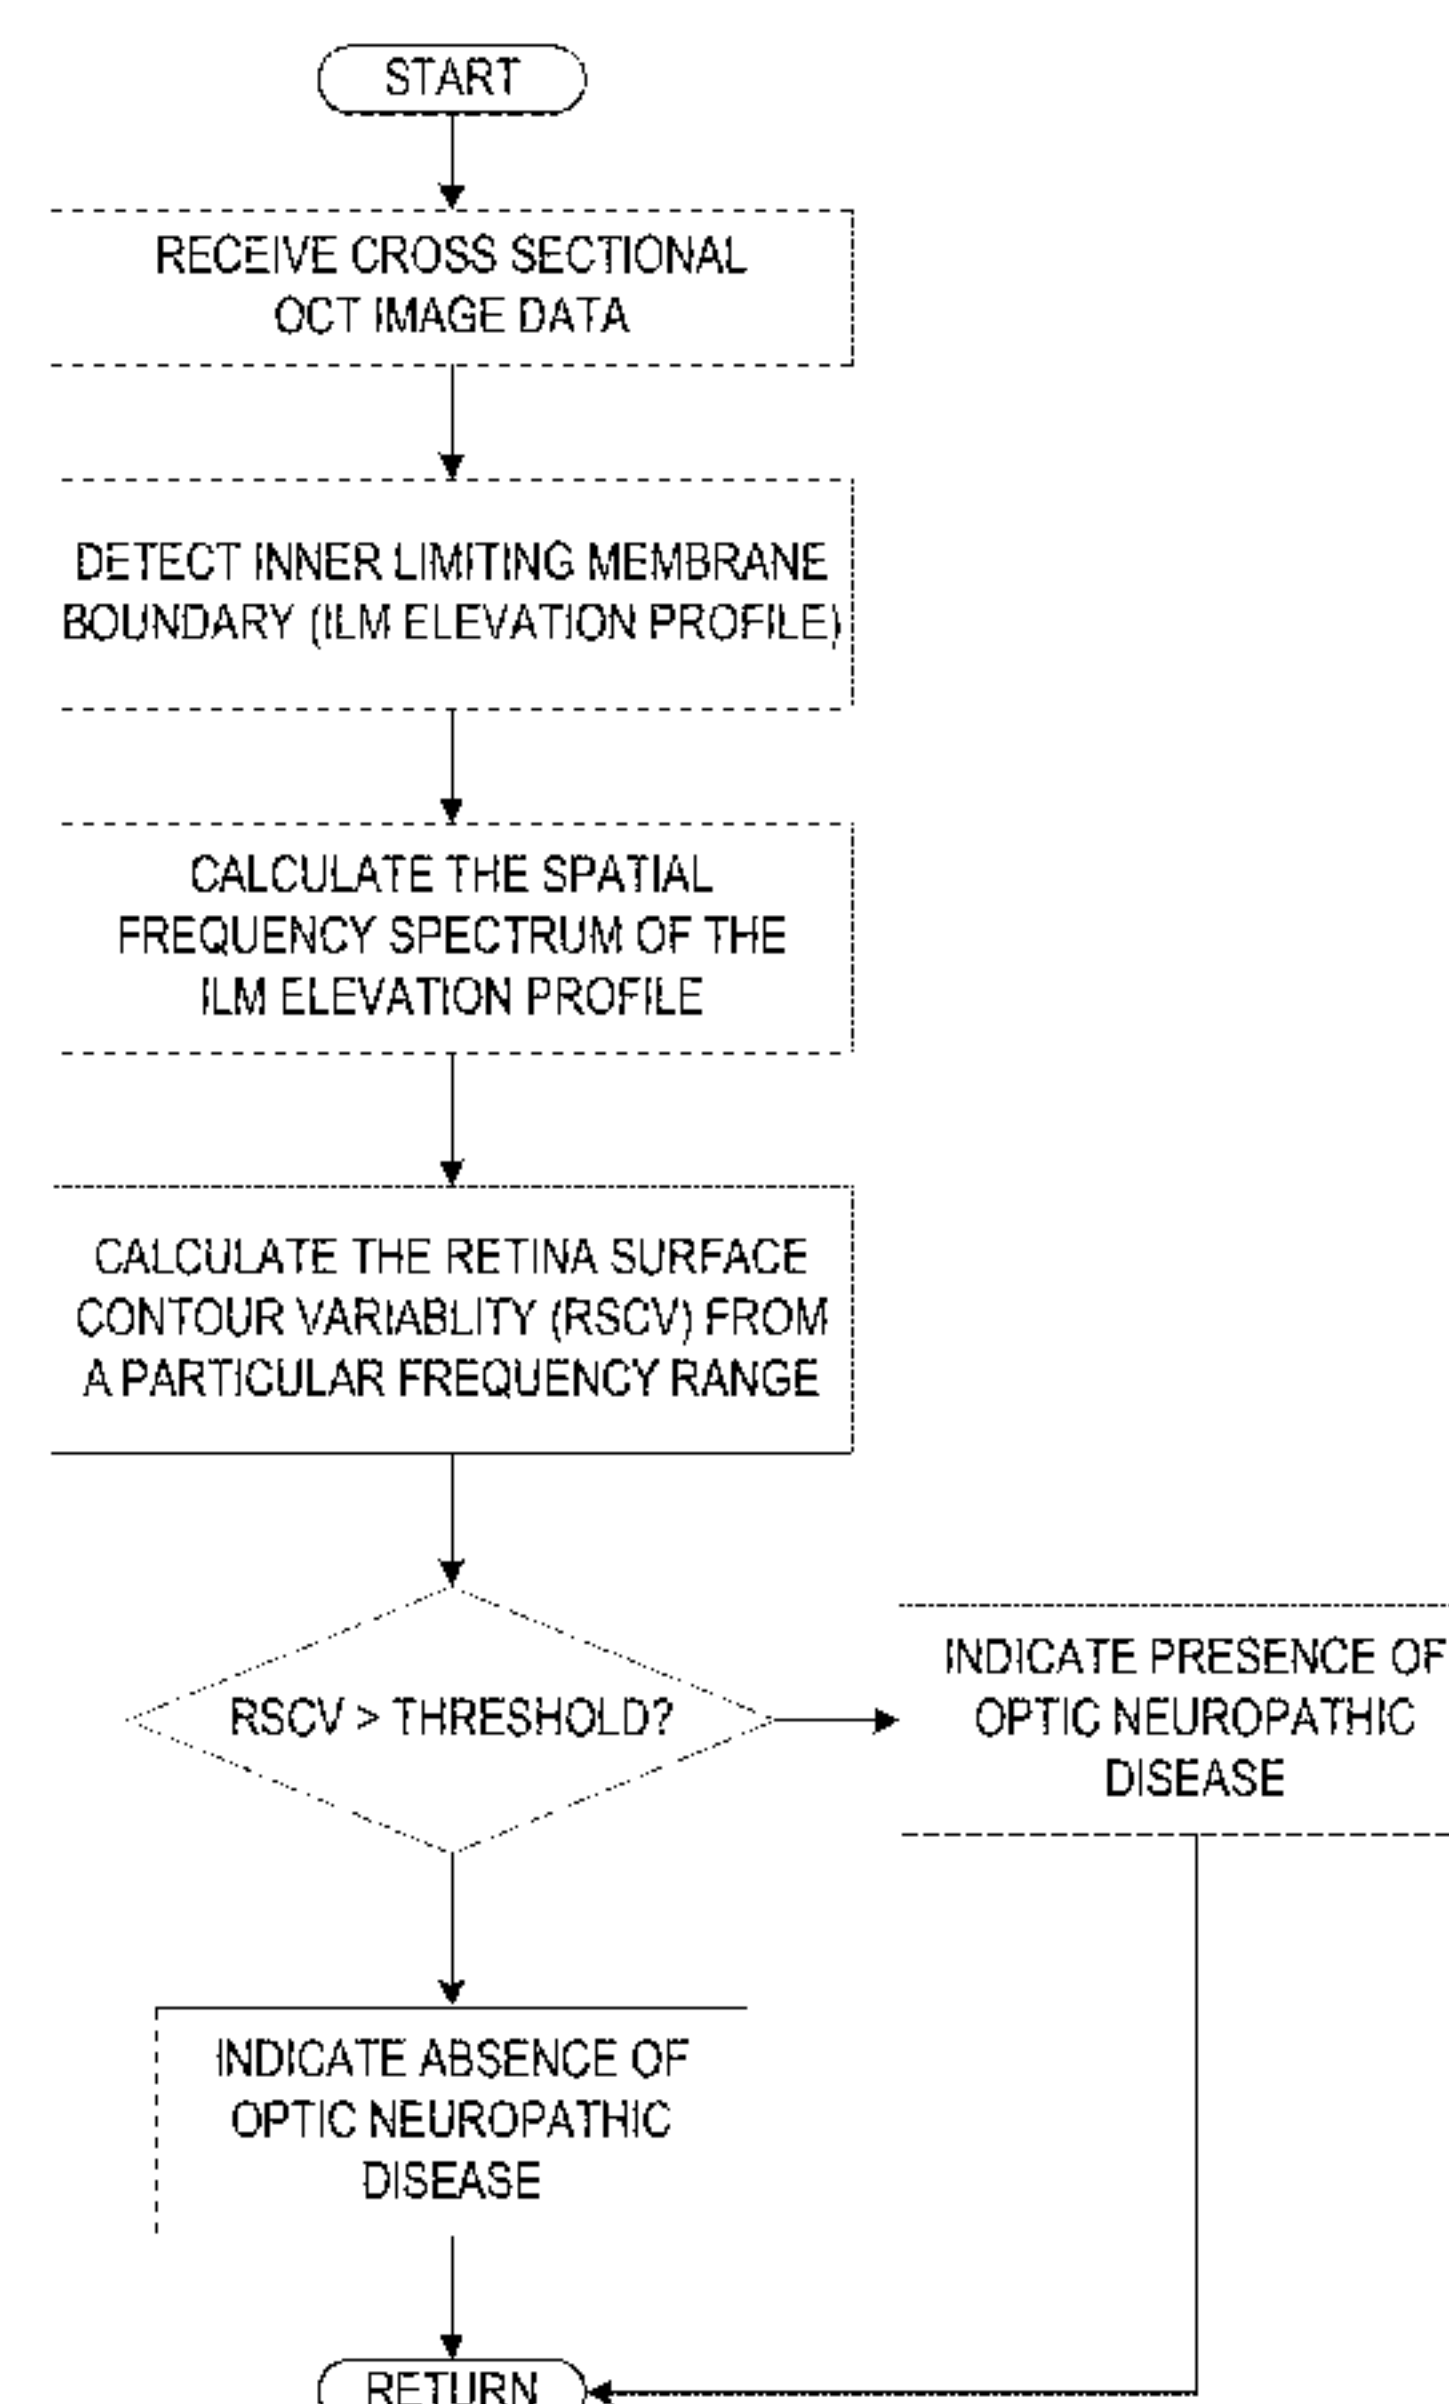 START
RECEIVE CROSS SECTIONAL
OCT IMAGE DATA
DETECT INNER LIMITING MEMBRANE
BOUNDARY (ILM ELEVATION PROFILE)
CALCULATE THE SPATIAL
FREQUENCY SPECTRUM OF THE
ILM ELEVATION PROFILE
CALCULATE THE RETINA SURFACE
CONTOUR VARIABLITY (RSCV) FROM
A PARTICULAR FREQUENCY RANGE
RSCV > THRESHOLD?
INDICATE PRESENCE OF
OPTIC NEUROPATHIC
DISEASE
INDICATE ABSENCE OF
OPTIC NEUROPATHIC
DISEASE
RETURN